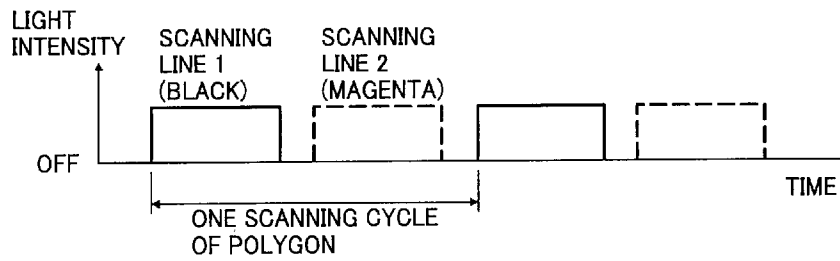 LIGHT
INTENSITY
SCANNING
LINE 1
(BLACK)
SCANNING
LINE 2
(MAGENTA)
OFF
TIME
ONE SCANNING CYCLE
OF POLYGON